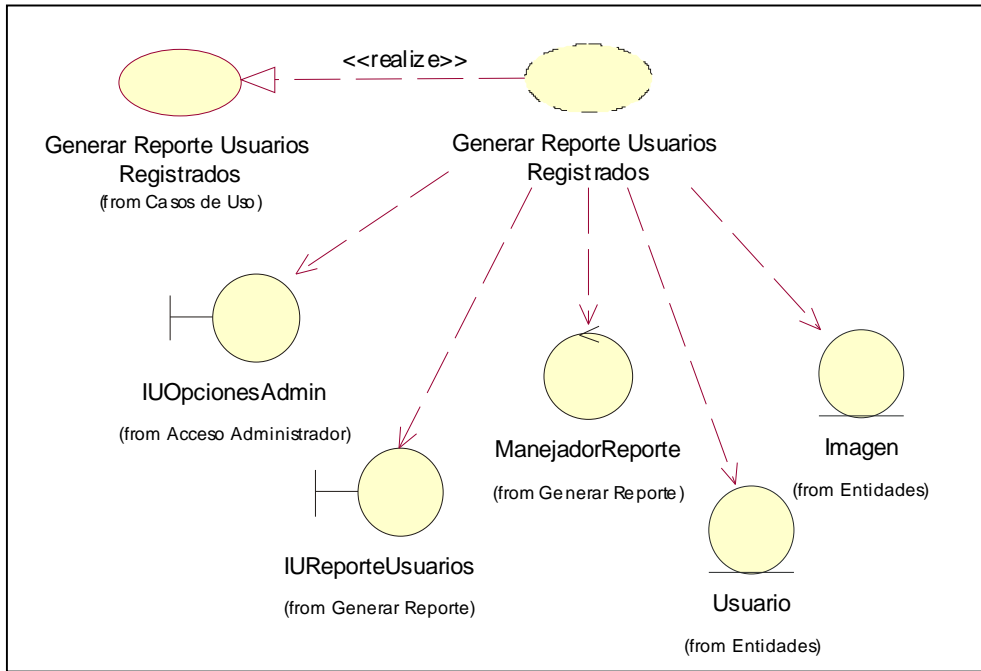 <<realize>>
Generar Reporte Usuarios
Registrados
(from Casos de Uso)
Generar Reporte Usuarios
Registrados
IUOpcionesAdmin
(from Acceso Administrador)
IUReporteUsuarios
(from Generar Reporte)
ManejadorReporte
(from Generar Reporte)
Usuario
(from Entidades)
Imagen
(from Entidades)